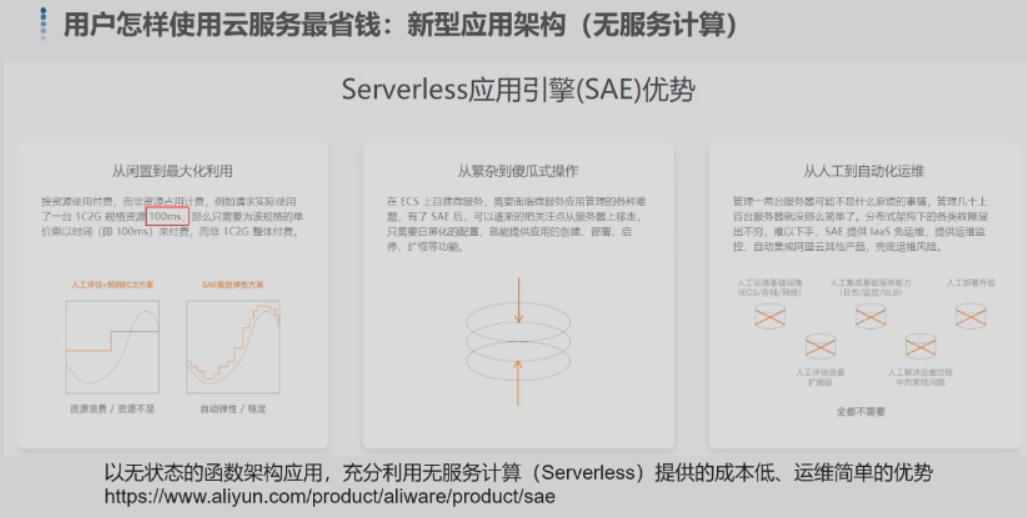 用户怎样使用云服务最省钱：新型应用架构（无服务计算）
Serverless应用引擎(SAE)优势
从闲置到最大化利用
按资源使用付费，而非资源占用计费，例如请求实际使用
了一台 1C2G 规格资源 100ms，那么只需要为该规格的单
价乘以时间（即 100ms）来付费，而非 1C2G 整体付费。
人工评估+预购ECS方案
SAE极致弹性方案
资源浪费 / 资源不足
自动弹性 / 稳定
从繁杂到傻瓜式操作
在 ECS 上自建微服务，需要面临微服务应用管理的各种难
题，有了 SAE 后，可以逐渐的把关注点从服务器上移走，
只需要白屏化的配置，就能提供应用的创建、部署、启
停、扩缩等功能。
从人工到自动化运维
管理一两台服务器可能不是什么麻烦的事情，管理几十上
百台服务器就没那么简单了。分布式架构下的各类故障层
出不穷，难以下手，SAE 提供 IaaS 免运维，提供运维监
控，自动集成阿里云其他产品，兜底运维风险。
人工运维基础设施
(ECS/存储/网络)
人工集成基础服务能力
(日志/监控/SLB)
人工部署升级
人工评估流量
扩缩容
人工解决运维过程
中的常规问题
全都不需要
以无状态的函数架构应用，充分利用无服务计算（Serverless）提供的成本低、运维简单的优势
https://www.aliyun.com/product/aliware/product/sae